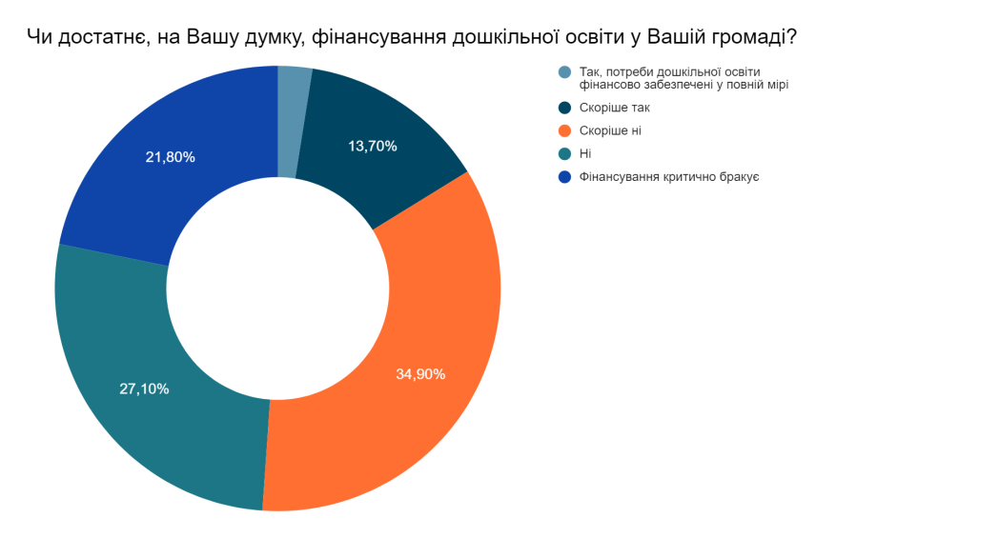 Чи достатнє, на Вашу думку, фінансування дошкільної освіти у Вашій громаді?
Так, потреби дошкільної освіти
фінансово забезпечені у повній мірі
Скоріше так
Скоріше ні
Ні
Фінансування критично бракує
13,70%
21,80%
34,90%
27,10%